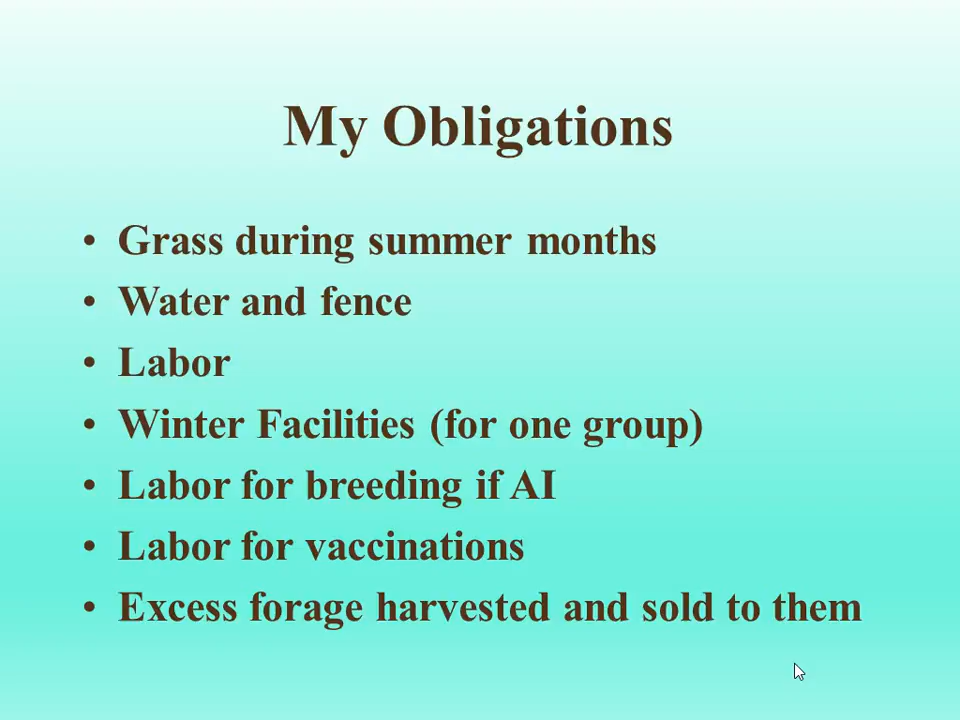 My Obligations
• Grass during summer months
• Water and fence
• Labor
• Winter Facilities (for one group)
• Labor for breeding if AI
• Labor for vaccinations
• Excess forage harvested and sold to them